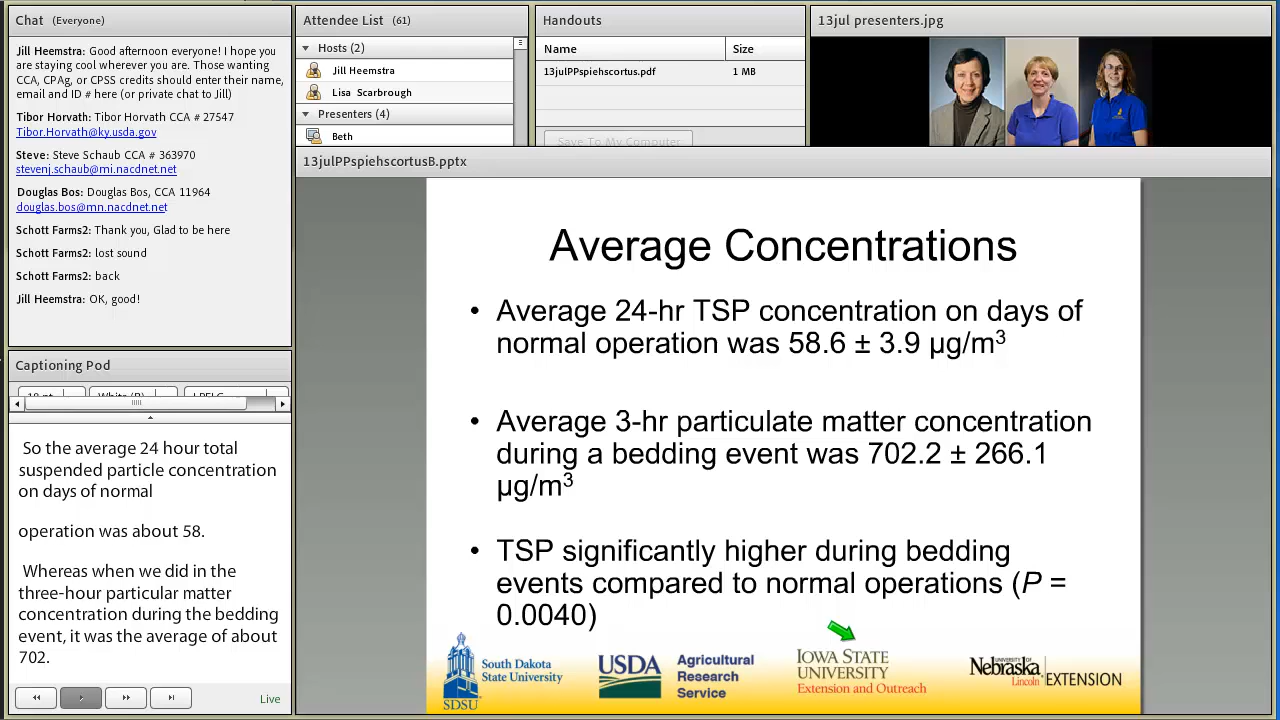 Chat (Everyone)
Jill Heemstra: Good afternoon everyone! I hope you
are staying cool wherever you are. Those wanting
CCA, CPAg, or CPSS credits should enter their name,
email and ID # here (or private chat to Jill)
Tibor Horvath: Tibor Horvath CCA # 27547
Tibor.Horvath@ky.usda.gov
Steve: Steve Schaub CCA # 363970
stevenj.schaub@mi.nacdnet.net
Douglas Bos: Douglas Bos, CCA 11964
douglas.bos@mn.nacdnet.net
Schott Farms2: Thank you, Glad to be here
Schott Farms2: lost sound
Schott Farms2: back
Jill Heemstra: OK, good!
Attendee List (61)
Hosts (2)
Jill Heemstra
Lisa Scarbrough
Presenters (4)
Beth
Handouts
Name Size
13julPPspiehscortus.pdf 1 MB
Save To My Computer
13jul presenters.jpg
Captioning Pod
So the average 24 hour total
suspended particle concentration
on days of normal
operation was about 58.
Whereas when we did in the
three-hour particular matter
concentration during the bedding
event, it was the average of about
702.
Live
13julPPspiehscortusB.pptx
Average Concentrations
• Average 24-hr TSP concentration on days of
normal operation was 58.6 ± 3.9 µg/m³
• Average 3-hr particulate matter concentration
during a bedding event was 702.2 ± 266.1
µg/m³
• TSP significantly higher during bedding
events compared to normal operations (P =
0.0040)
SDSU
South Dakota
State University
USDA
Agricultural
Research
Service
IOWA STATE
UNIVERSITY
Extension and Outreach
UNIVERSITY OF
Nebraska
Lincoln
EXTENSION